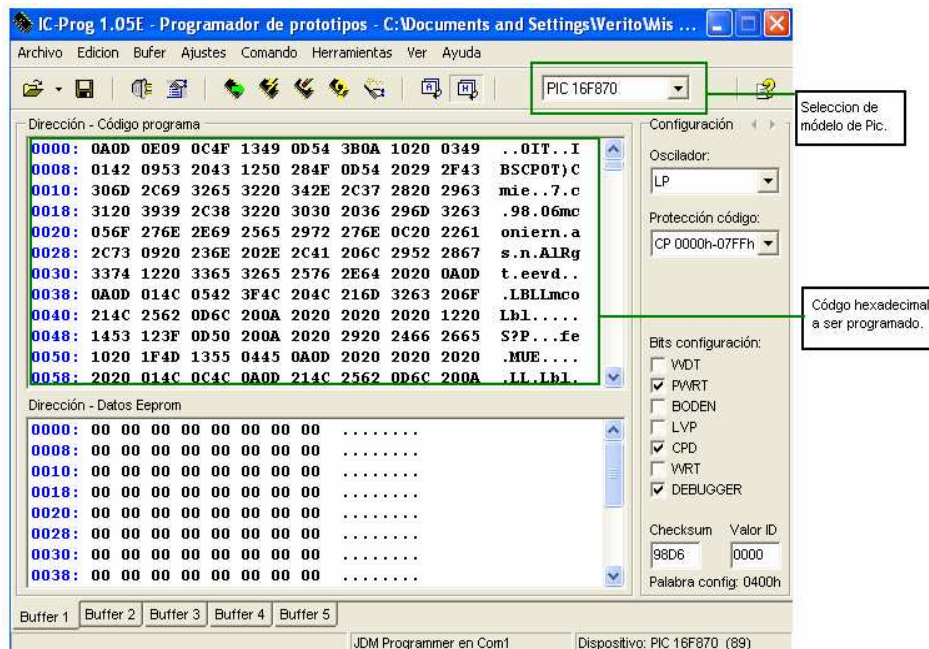 IC-Prog 1.05E - Programador de prototipos - C:\Documents and Settings\Verito\Mis ...
Archivo Edicion Bufer Ajustes Comando Herramientas Ver Ayuda
PIC 16F870
Seleccion de
módelo de Pic.
Dirección - Código programa
0000: 0A0D 0E09 0C4F 1349 0D54 3B0A 1020 0349 ..OIT..I
0008: 0142 0953 2043 1250 284F 0D54 2029 2F43 BSCPOT)C
0010: 306D 2C69 3265 3220 342E 2C37 2820 2963 mie..7.c
0018: 3120 3939 2C38 3220 3030 2036 296D 3263 .98.06mc
0020: 056F 276E 2E69 2565 2972 276E 0C20 2261 oniern.a
0028: 2C73 0920 236E 202E 2C41 206C 2952 2867 s.n.AlRg
0030: 3374 1220 3365 3265 2576 2E64 2020 0A0D t.eevd..
0038: 0A0D 014C 0542 3F4C 204C 216D 3263 206F .LBLLmco
0040: 214C 2562 0D6C 200A 2020 2020 2020 1220 Lbl.....
0048: 1453 123F 0D50 200A 2020 2920 2466 2665 S?P...fe
0050: 1020 1F4D 1355 0445 0A0D 2020 2020 2020 .MUE....
0058: 2020 014C 0C4C 0A0D 214C 2562 0D6C 200A .LL.Lbl.
Configuración
Oscilador:
LP
Protección código:
CP 0000h-07FFh
Códgo hexadecimal
a ser programado.
Bits configuración:
WDT
PWRT
BODEN
LVP
CPD
WRT
DEBUGGER
Checksum Valor ID
98D6 0000
Palabra config: 0400h
Dirección - Datos Eeprom
0000: 00 00 00 00 00 00 00 00 ........
0008: 00 00 00 00 00 00 00 00 ........
0010: 00 00 00 00 00 00 00 00 ........
0018: 00 00 00 00 00 00 00 00 ........
0020: 00 00 00 00 00 00 00 00 ........
0028: 00 00 00 00 00 00 00 00 ........
0030: 00 00 00 00 00 00 00 00 ........
0038: 00 00 00 00 00 00 00 00 ........
Buffer 1 Buffer 2 Buffer 3 Buffer 4 Buffer 5
JDM Programmer en Com1 Dispositivo: PIC 16F870 (89)